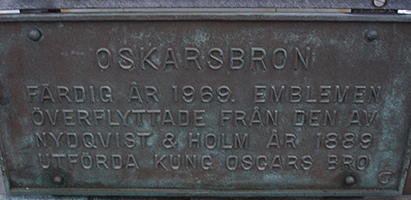 OSKARSBRON
FÄRDIG ÅR 1969. EMBLEMEN
ÖVERFLYTTADE FRÅN DEN AV
NYDQVIST & HOLM ÅR 1889
UTFÖRDA KUNG OSCARS BRO